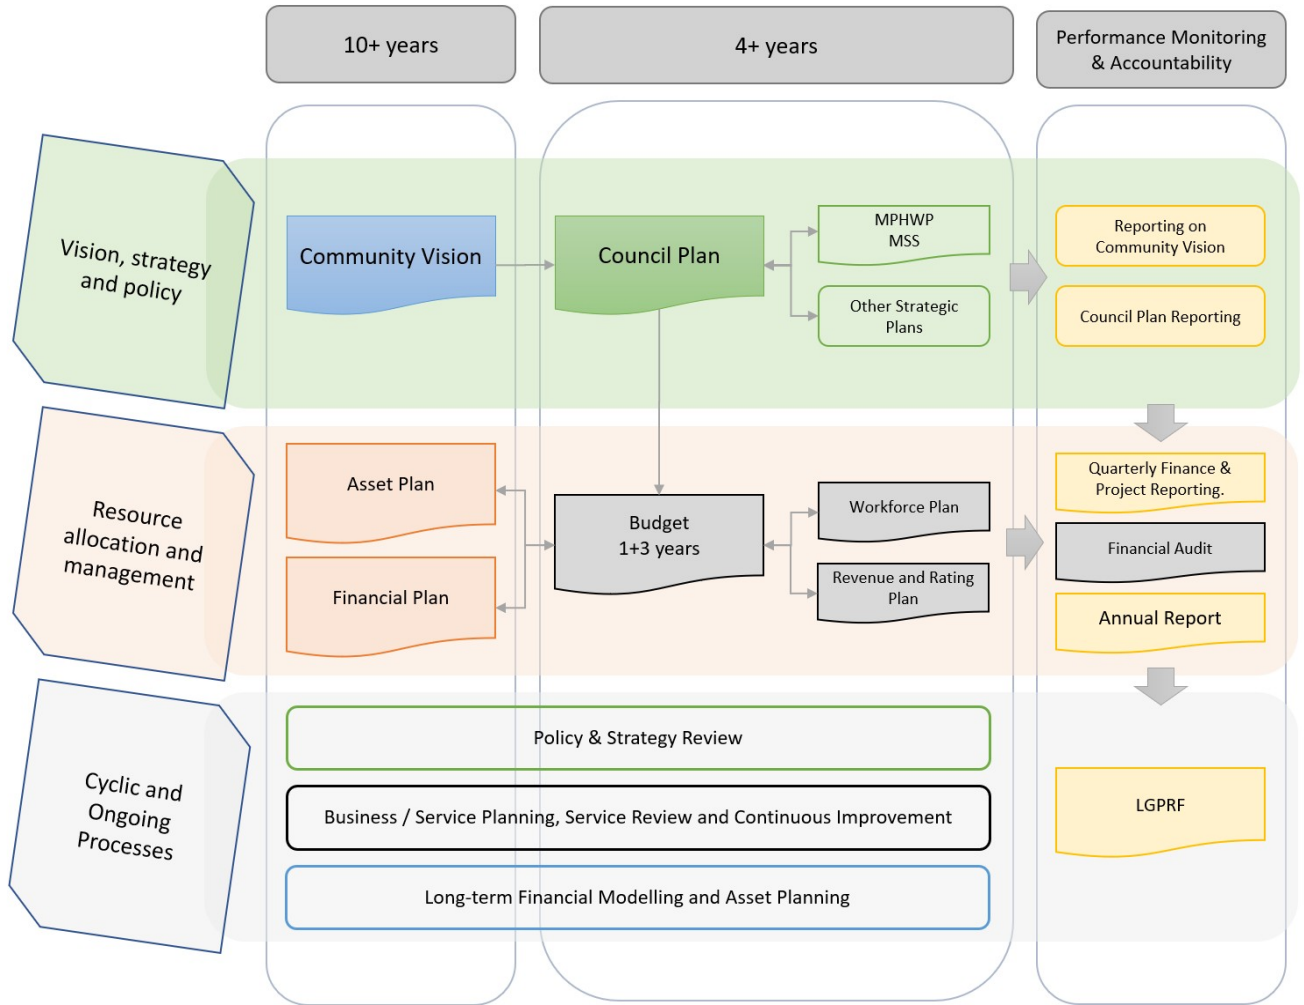 10+ years
4+ years
Performance Monitoring
& Accountability
Vision, strategy
and policy
Community Vision
Council Plan
MPHWP
MSS
Other Strategic
Plans
Reporting on
Community Vision
Council Plan Reporting
Resource
allocation and
management
Asset Plan
Financial Plan
Budget
1+3 years
Workforce Plan
Revenue and Rating
Plan
Quarterly Finance &
Project Reporting.
Financial Audit
Annual Report
Cyclic and
Ongoing
Processes
Policy & Strategy Review
Business / Service Planning, Service Review and Continuous Improvement
Long-term Financial Modelling and Asset Planning
LGPRF